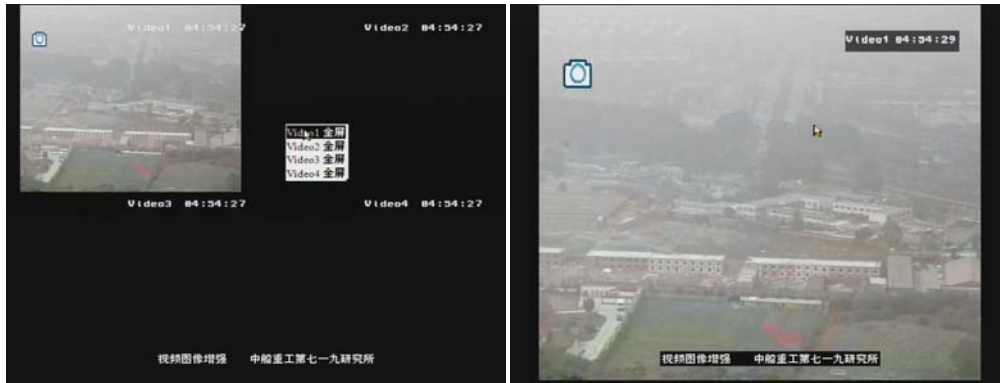 Video1 04:54:27
Video2 04:54:27
Video1 全屏
Video2 全屏
Video3 全屏
Video4 全屏
Video3 04:54:27
Video4 04:54:27
视频图像增强 中船重工第七一九研究所
Video1 04:54:29
视频图像增强 中船重工第七一九研究所